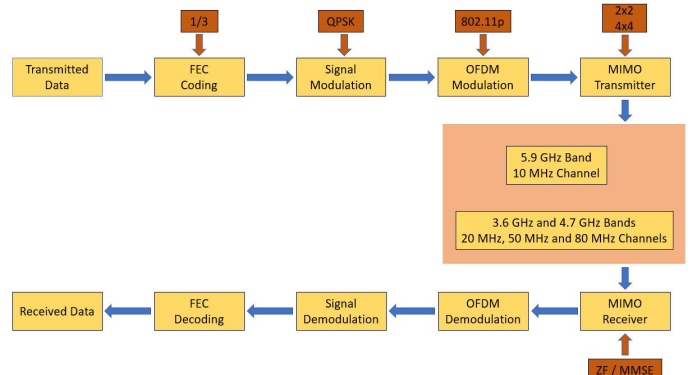 1/3
QPSK
802.11p
2x2
4x4
Transmitted
Data
FEC
Coding
Signal
Modulation
OFDM
Modulation
MIMO
Transmitter
5.9 GHz Band
10 MHz Channel
3.6 GHz and 4.7 GHz Bands
20 MHz, 50 MHz and 80 MHz Channels
Received Data
FEC
Decoding
Signal
Demodulation
OFDM
Demodulation
MIMO
Receiver
ZF / MMSE